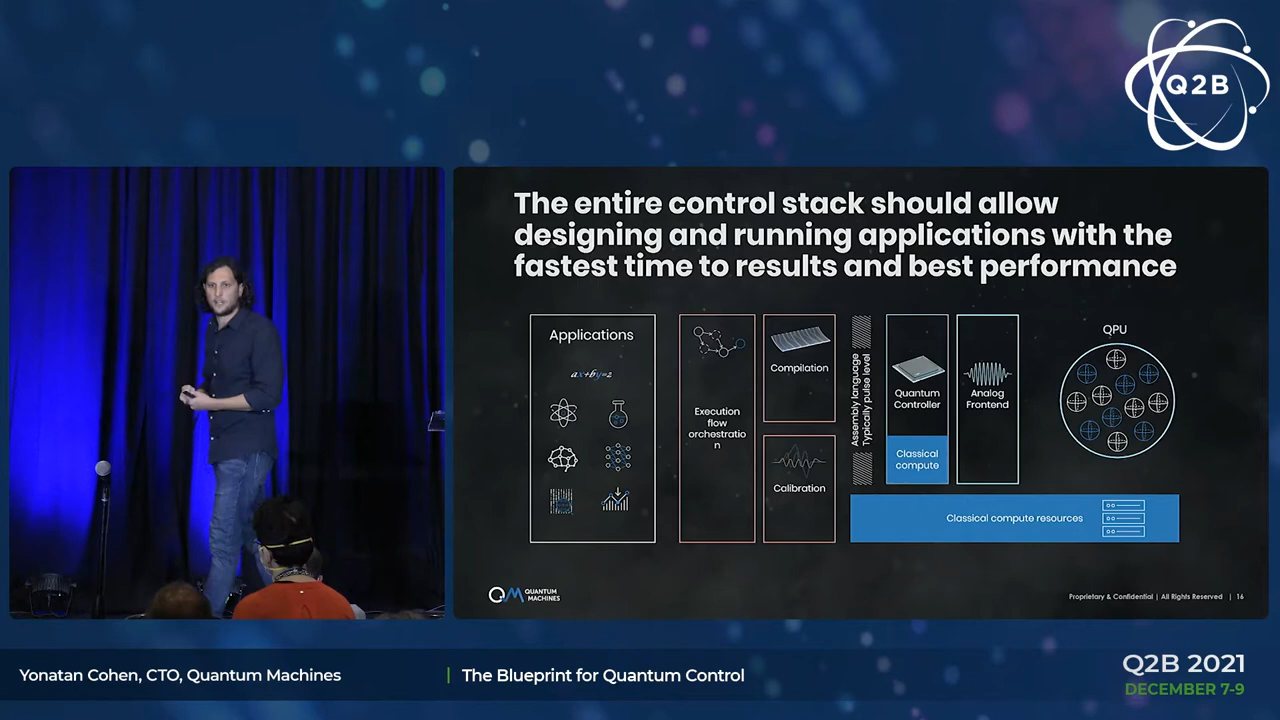 Q2B
The entire control stack should allow
designing and running applications with the
fastest time to results and best performance
Applications
ax+by=z
Execution
flow
orchestratio
n
Compilation
Calibration
Assembly language
Typically pulse level
Quantum
Controller
Classical
compute
Analog
Frontend
QPU
Classical compute resources
QM QUANTUM
MACHINES
Proprietary & Confidential | All Rights Reserved | 16
Yonatan Cohen, CTO, Quantum Machines
The Blueprint for Quantum Control
Q2B 2021
DECEMBER 7-9